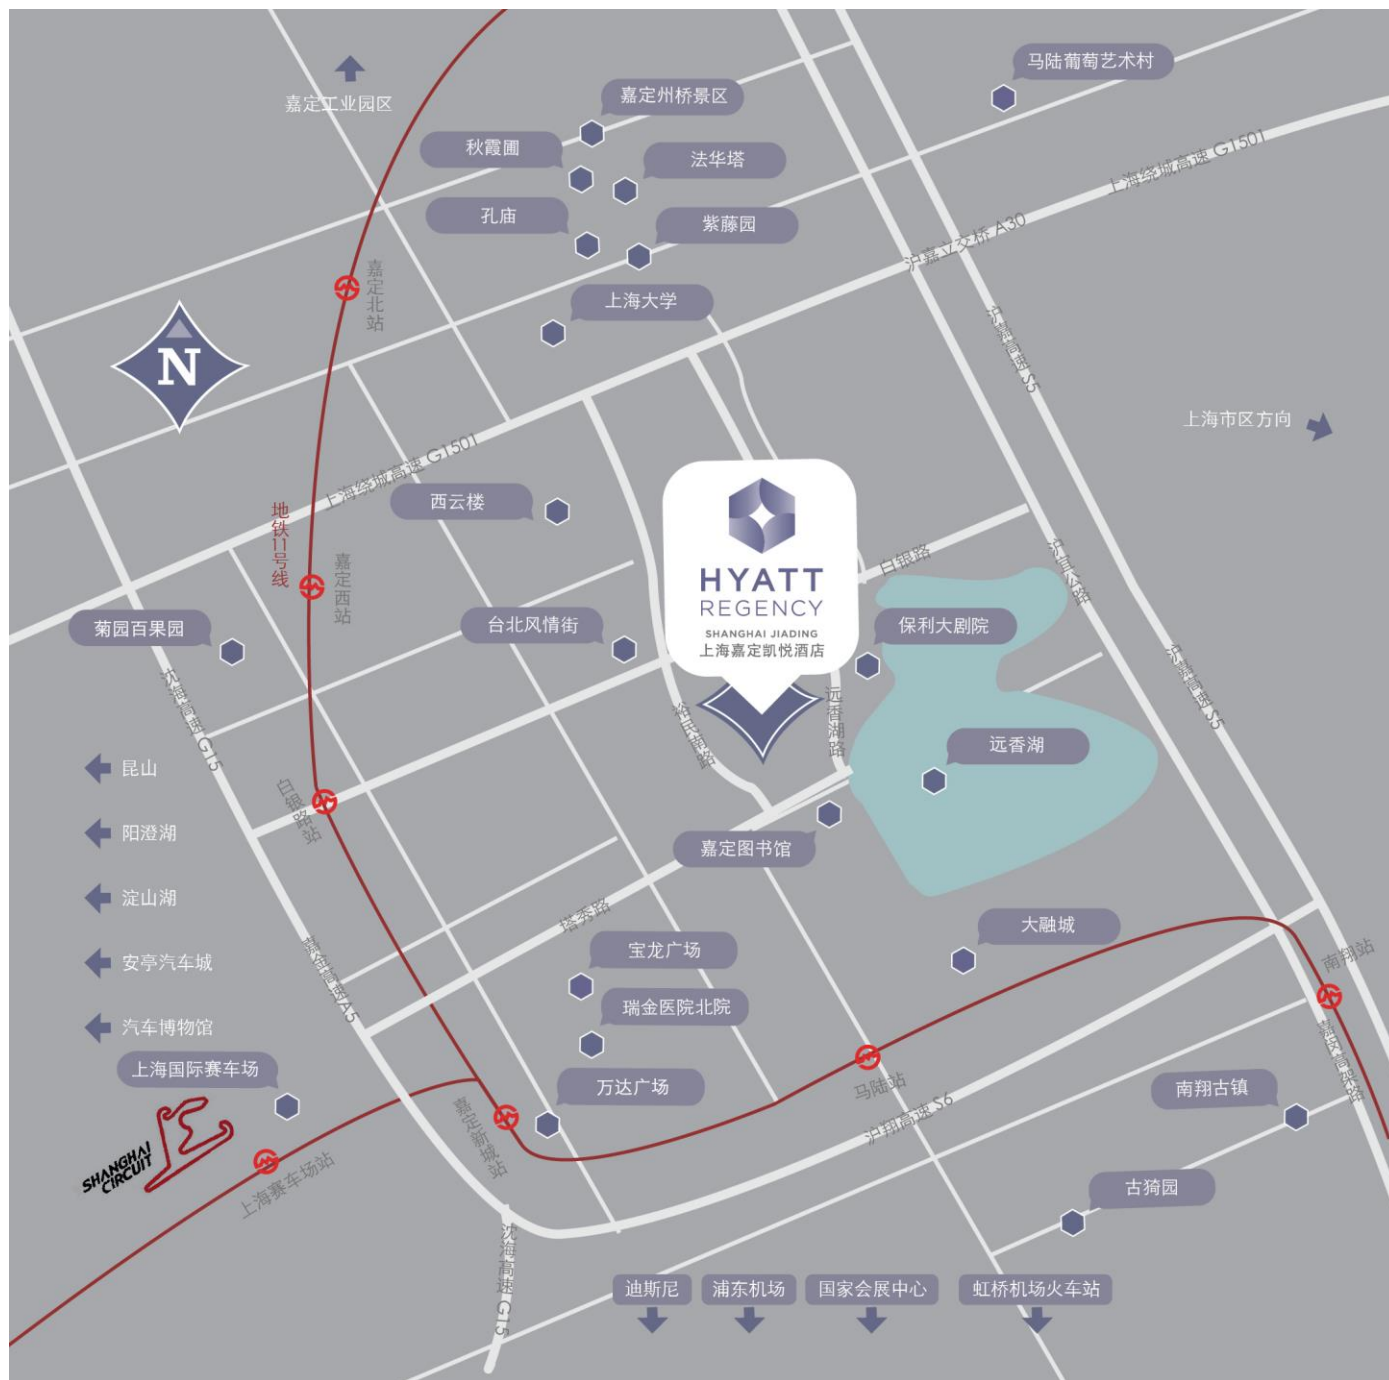 马陆葡萄艺术村
嘉定工业园区
嘉定州桥景区
秋霞圃
法华塔
上海绕城高速 G1501
孔庙
紫藤园
沪嘉立交桥 A30
嘉定北站
上海大学
沪嘉高速 S5
N
上海市区方向
上海绕城高速 G1501
西云楼
地铁11号线
嘉定西站
HYATT
REGENCY
SHANGHAI JIADING
上海嘉定凯悦酒店
白银路
沪宜公路
菊园百果园
台北风情街
保利大剧院
沈海高速 G15
裕民南路
远香湖路
沪嘉高速 S5
远香湖
昆山
白银路站
阳澄湖
嘉定图书馆
淀山湖
塔秀路
大融城
安亭汽车城
嘉金高速 A5
宝龙广场
南翔站
汽车博物馆
瑞金医院北院
上海国际赛车场
万达广场
马陆站
嘉闵高速路
南翔古镇
嘉定新城站
沪翔高速 S6
SHANGHAI
CIRCUIT
上海赛车场站
古猗园
沈海高速 G15
迪斯尼
浦东机场
国家会展中心
虹桥机场火车站